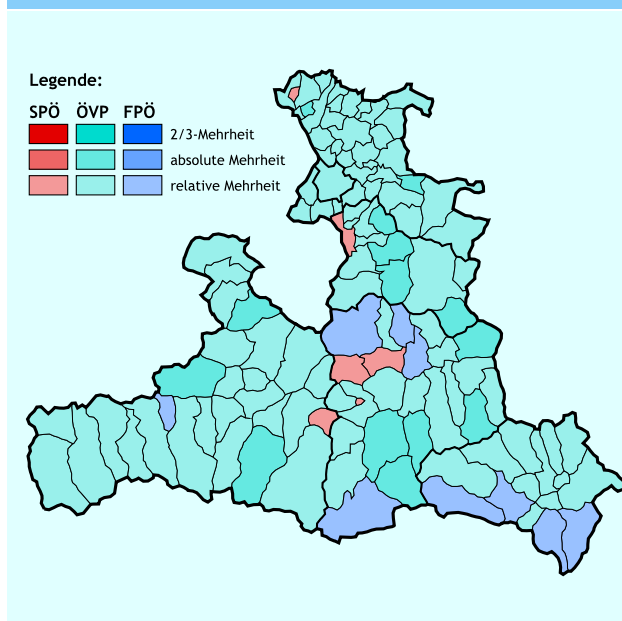 Legende:
SPÖ ÖVP FPÖ
2/3-Mehrheit
absolute Mehrheit
relative Mehrheit